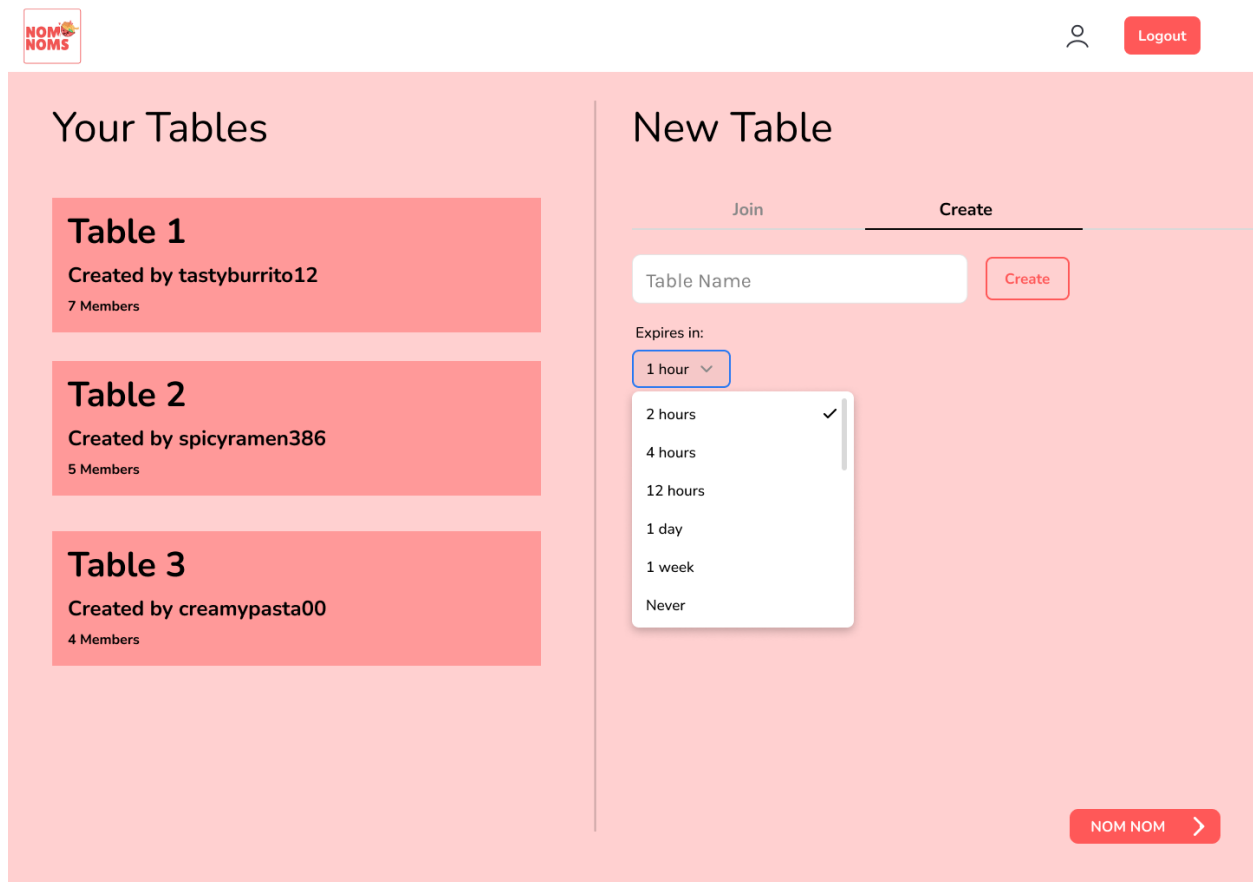 NOM
NOMS
Logout
Your Tables
Table 1
Created by tastyburrito12
7 Members
Table 2
Created by spicyramen386
5 Members
Table 3
Created by creamypasta00
4 Members
New Table
Join
Create
Table Name
Create
Expires in:
1 hour
2 hours
4 hours
12 hours
1 day
1 week
Never
NOM NOM